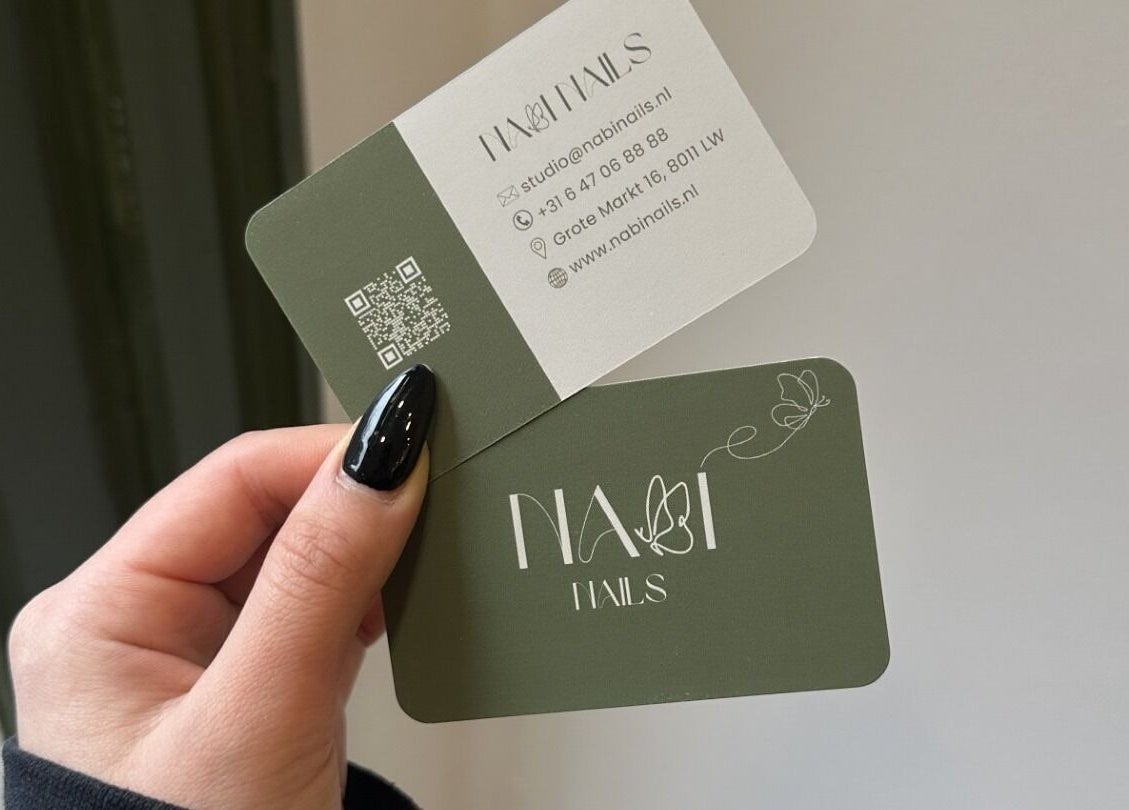 NABI NAILS
studio@nabinails.nl
+31 6 47 06 88 88
Grote Markt 16, 8011 LW
www.nabinails.nl
NABI
NAILS